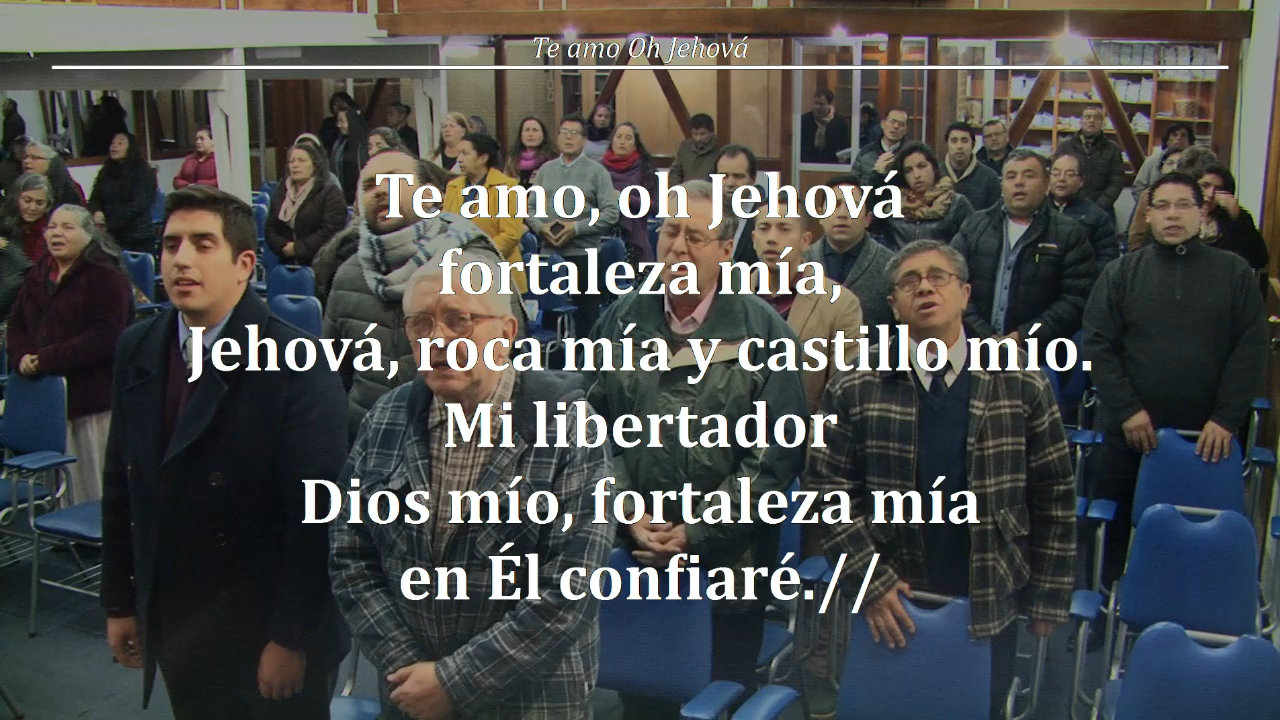 Te amo Oh Jehová
Te amo, oh Jehová
fortaleza mía,
Jehová, roca mía y castillo mío.
Mi libertador
Dios mío, fortaleza mía
en Él confiaré.//